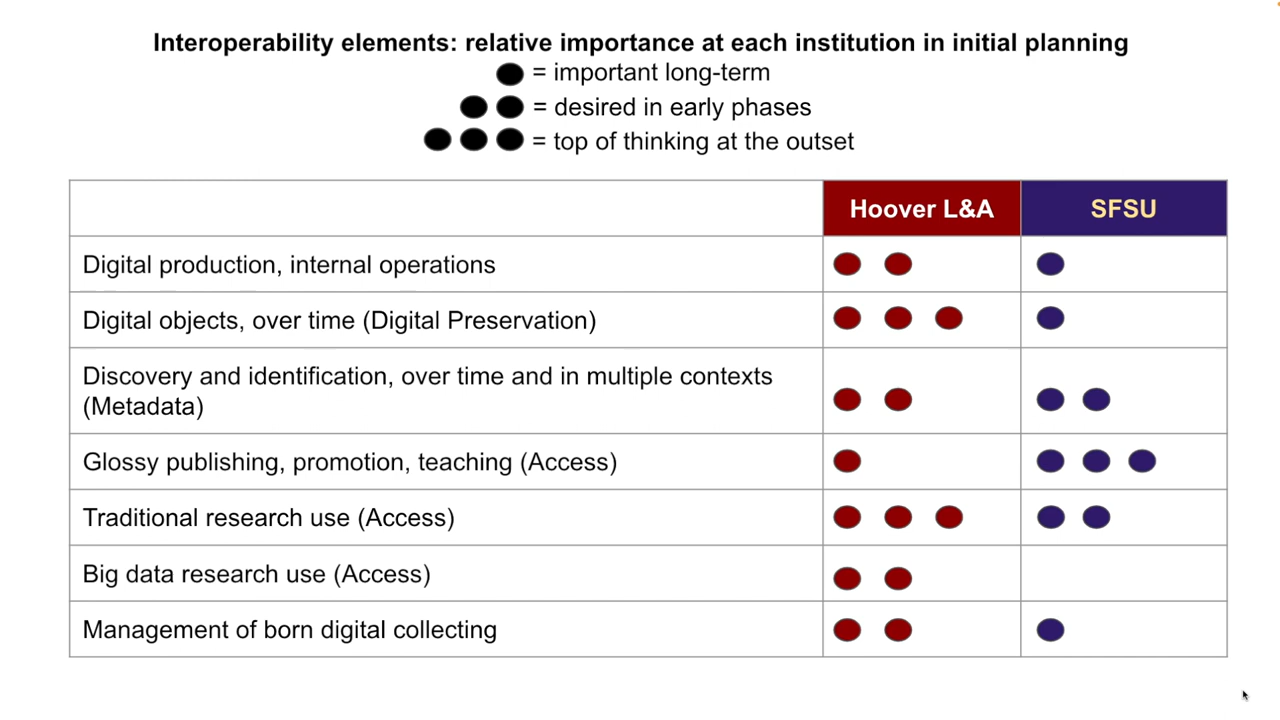 Interoperability elements: relative importance at each institution in initial planning
= important long-term
= desired in early phases
= top of thinking at the outset
Hoover L&A
SFSU
Digital production, internal operations
Digital objects, over time (Digital Preservation)
Discovery and identification, over time and in multiple contexts
(Metadata)
Glossy publishing, promotion, teaching (Access)
Traditional research use (Access)
Big data research use (Access)
Management of born digital collecting